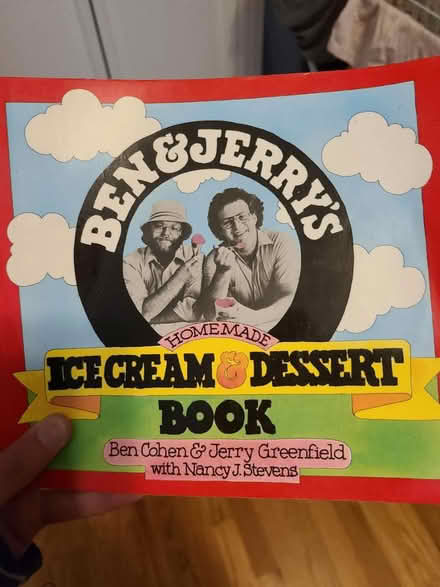 BEN & JERRY'S
HOMEMADE
ICE CREAM & DESSERT
BOOK
Ben Cohen & Jerry Greenfield
with Nancy J. Stevens